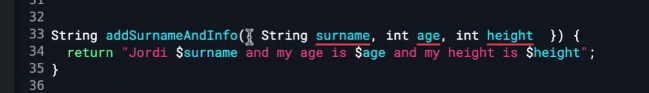 32
33 String addSurnameAndInfo({ String surname, int age, int height }) {
34 return "Jordi $surname and my age is $age and my height is $height";
35 }
36